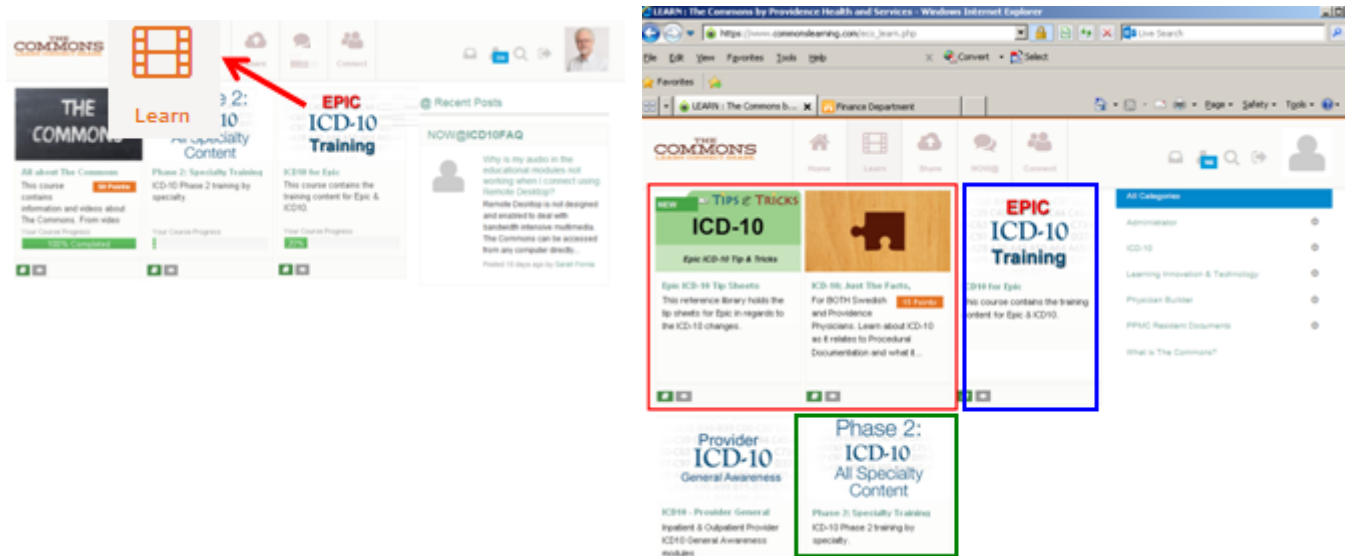 THE
COMMONS
Learn
Connect
THE
COMMONS
All about The Commons
This course
50 Points
contains
information and videos about
The Commons. From video
Your Course Progress
100% Completed
2:
10
Specialty
Content
Phase 2: Specialty Training
ICD-10 Phase 2 training by
specialty.
Your Course Progress
EPIC
ICD-10
Training
ICD10 for Epic
This course contains the
training content for Epic &
ICD10.
Your Course Progress
20%
@ Recent Posts
NOW@ICD10FAQ
Why is my audio in the
educational modules not
working when I connect using
Remote Desktop?
Remote Desktop is not designed
and enabled to deal with
bandwidth intensive multimedia.
The Commons can be accessed
from any computer directly...
Posted 10 days ago by
LEARN : The Commons by Providence Health and Services - Windows Internet Explorer
Live Search
File Edit View Favorites Tools Help
Convert Select
Favorites
LEARN : The Commons b...
Finance Department
Page Safety Tools
THE
COMMONS
LEARN CONNECT SHARE
Home Learn Share NOW@ Connect
NEW
TIPS & TRICKS
ICD-10
Epic ICD-10 Tip & Tricks
Epic ICD-10 Tip Sheets
This reference library holds the
tip sheets for Epic in regards to
the ICD-10 changes.
ICD-10; Just The Facts,
For BOTH Swedish
and Providence
Physicians. Learn about ICD-10
as it relates to Procedural
Documentation and what it...
EPIC
ICD-10
Training
ICD10 for Epic
This course contains the training
content for Epic & ICD10.
All Categories
Administrator
ICD-10
Learning Innovation & Technology
Physician Builder
PPMC Resident Documents
What is The Commons?
Provider
ICD-10
General Awareness
ICD10 - Provider General
Inpatient & Outpatient Provider
ICD10 General Awareness
modules
Phase 2:
ICD-10
All Specialty
Content
Phase 2: Specialty Training
ICD-10 Phase 2 training by
specialty.